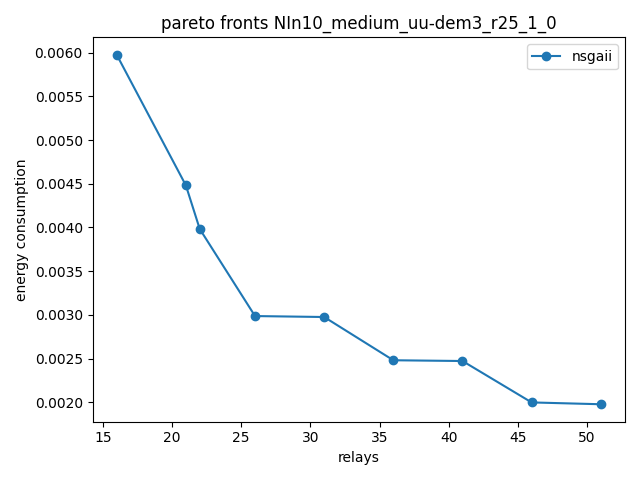 pareto fronts NIn10_medium_uu-dem3_r25_1_0
nsgaii
0.0060
0.0055
0.0050
0.0045
0.0040
0.0035
0.0030
0.0025
0.0020
energy consumption
15 20 25 30 35 40 45 50
relays